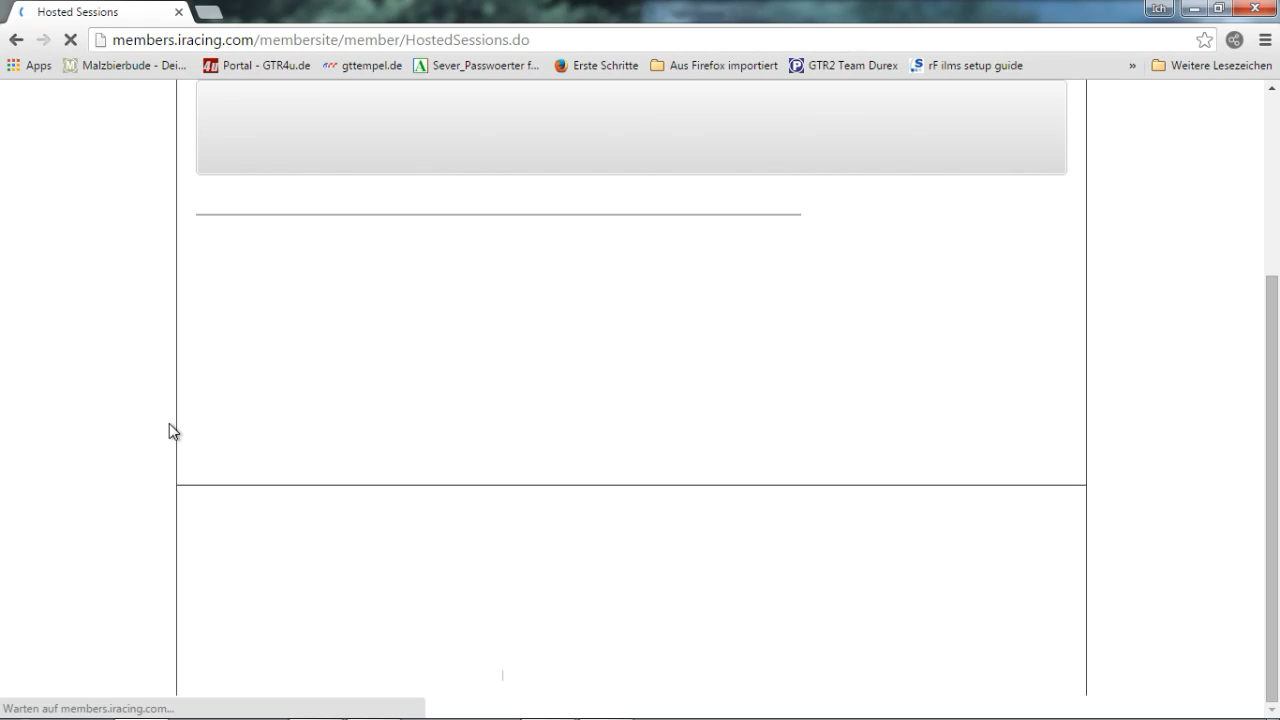 Hosted Sessions
Ich
members.iracing.com/membersite/member/HostedSessions.do
Apps Malzbierbude - Dei... Portal - GTR4u.de gttempel.de Sever_Passwoerter f... Erste Schritte Aus Firefox importiert GTR2 Team Durex rF ilms setup guide » Weitere Lesezeichen
Warten auf members.iracing.com...